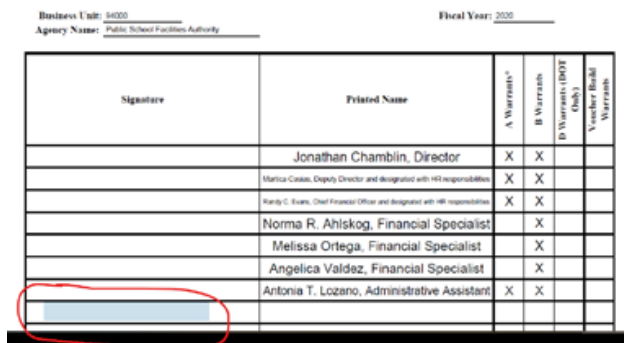 Business Unit: 94000 Fiscal Year: 2020
Agency Name: Public School Facilities Authority
Signature Printed Name A Warrants* B Warrants D Warrants (DOT Only) Voucher Build Warrants
Jonathan Chamblin, Director X X
Martica Casias, Deputy Director and designated with HR responsibilities X X
Randy C. Evans, Chief Financial Officer and designated with HR responsibilities X X
Norma R. Ahlskog, Financial Specialist X
Melissa Ortega, Financial Specialist X
Angelica Valdez, Financial Specialist X
Antonia T. Lozano, Administrative Assistant X X